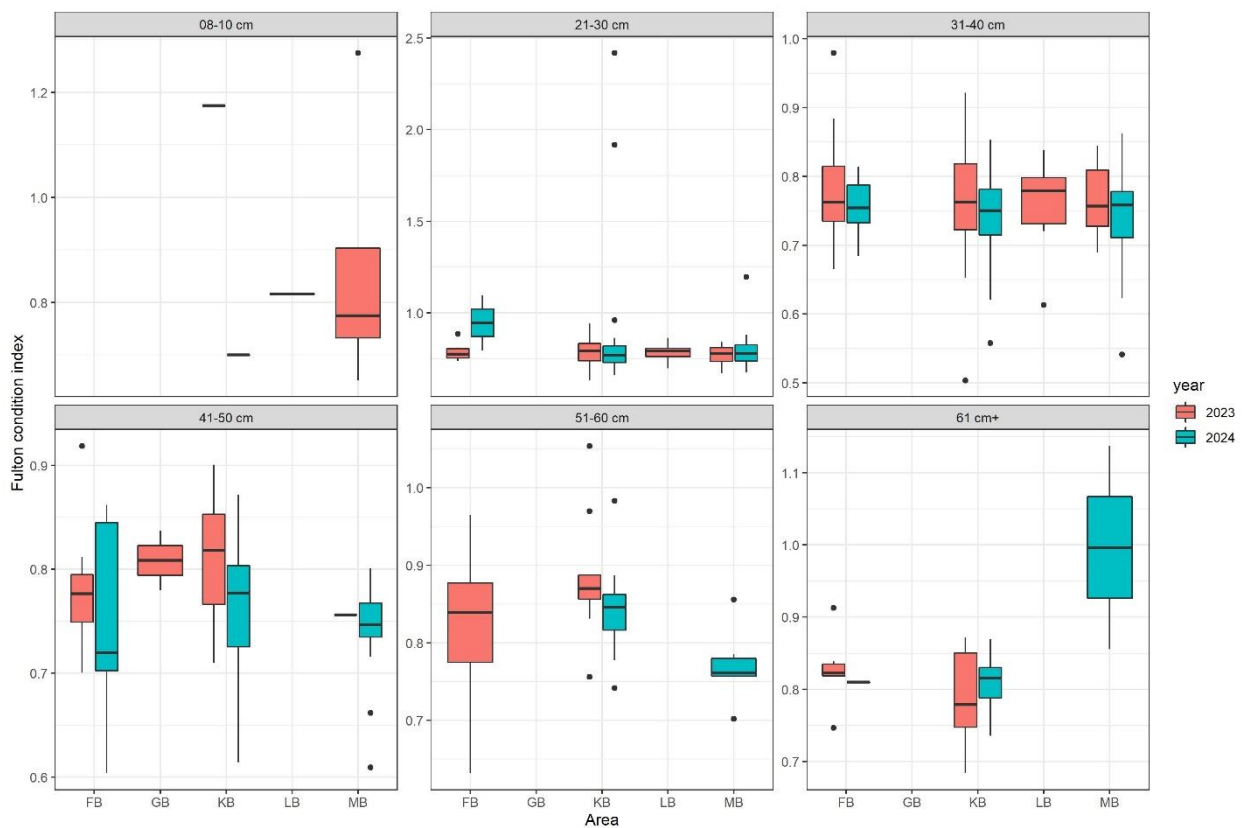 08-10 cm
21-30 cm
31-40 cm
1.2
1.0
0.8
2.5
2.0
1.5
1.0
1.0
0.9
0.8
0.7
0.6
0.5
41-50 cm
51-60 cm
61 cm+
0.9
0.8
0.7
0.6
1.0
0.9
0.8
0.7
1.1
1.0
0.9
0.8
0.7
FB GB KB LB MB
FB GB KB LB MB
FB GB KB LB MB
Fulton condition index
Area
year
2023
2024